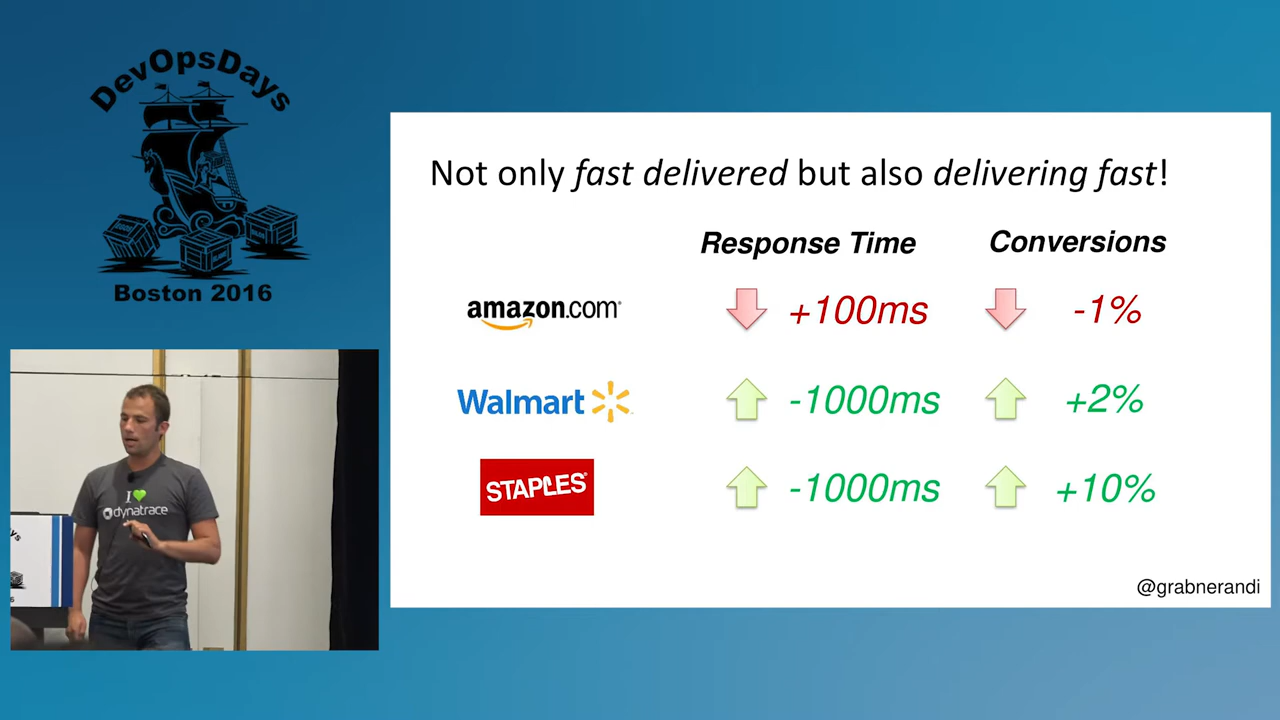 DevOpsDays
Boston 2016
I
dynatrace
Not only fast delivered but also delivering fast!
Response Time Conversions
amazon.com +100ms -1%
Walmart -1000ms +2%
STAPLES -1000ms +10%
@grabnerandi